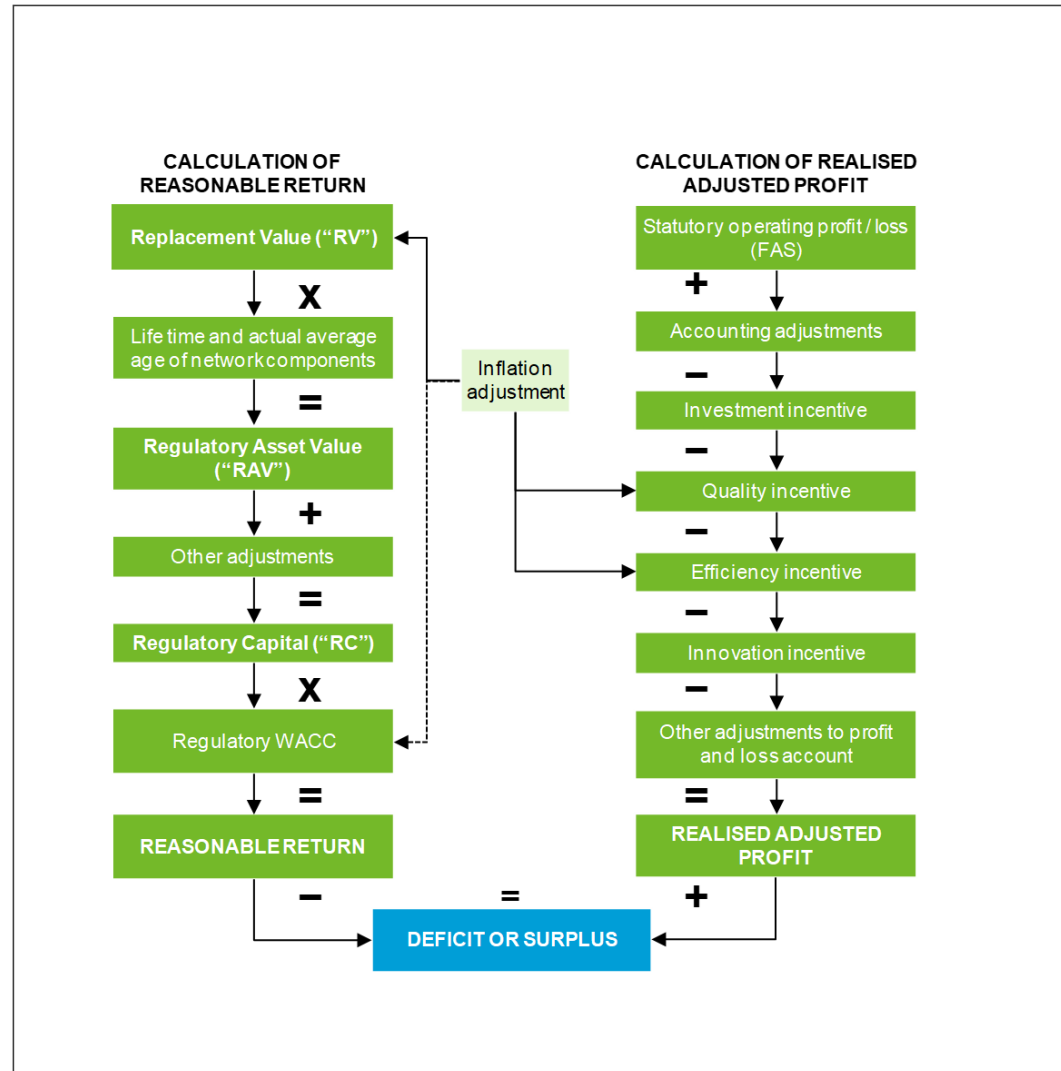 CALCULATION OF
REASONABLE RETURN
Replacement Value (“RV”)
x
Life time and actual average
age of network components
=
Regulatory Asset Value
(“RAV”)
+
Other adjustments
=
Regulatory Capital (“RC”)
x
Regulatory WACC
=
REASONABLE RETURN
–
Inflation
adjustment
CALCULATION OF REALISED
ADJUSTED PROFIT
Statutory operating profit / loss
(FAS)
+
Accounting adjustments
–
Investment incentive
–
Quality incentive
–
Efficiency incentive
–
Innovation incentive
–
Other adjustments to profit
and loss account
=
REALISED ADJUSTED
PROFIT
+
=
DEFICIT OR SURPLUS